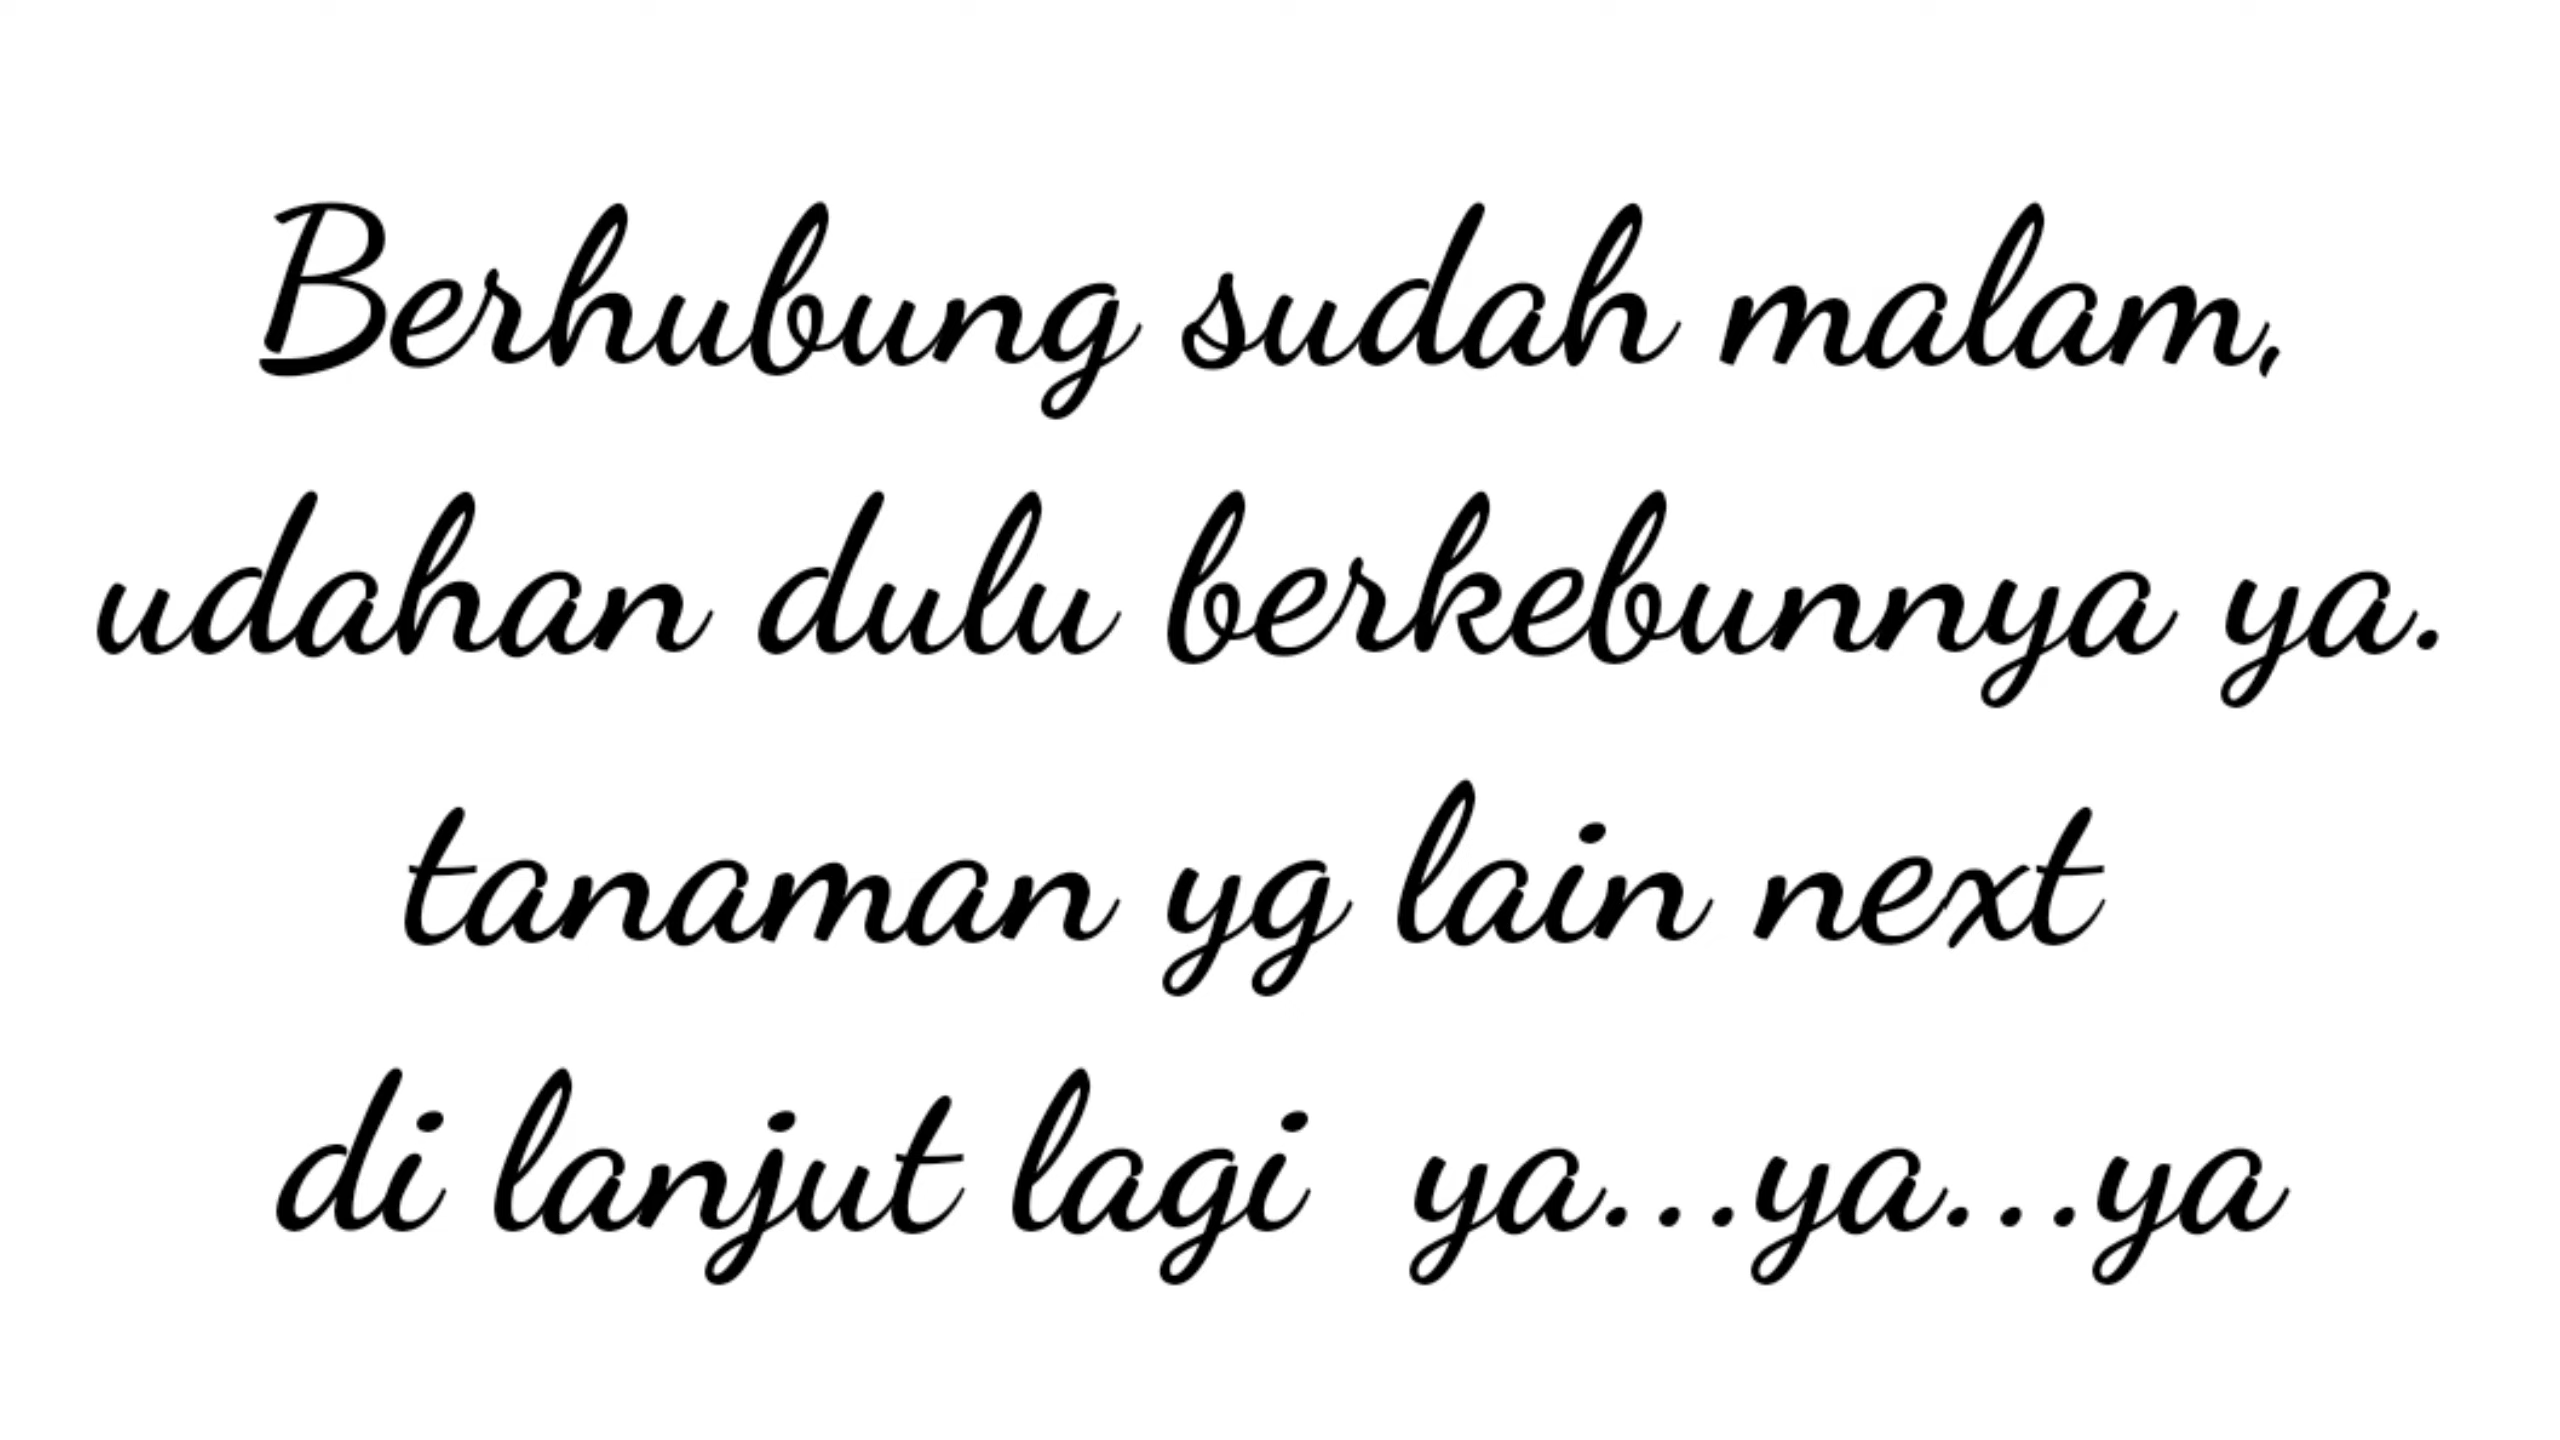 Berhubung sudah malam,
udahan dulu berkebunnya ya.
tanaman yg lain next
di lanjut lagi  ya...ya...ya